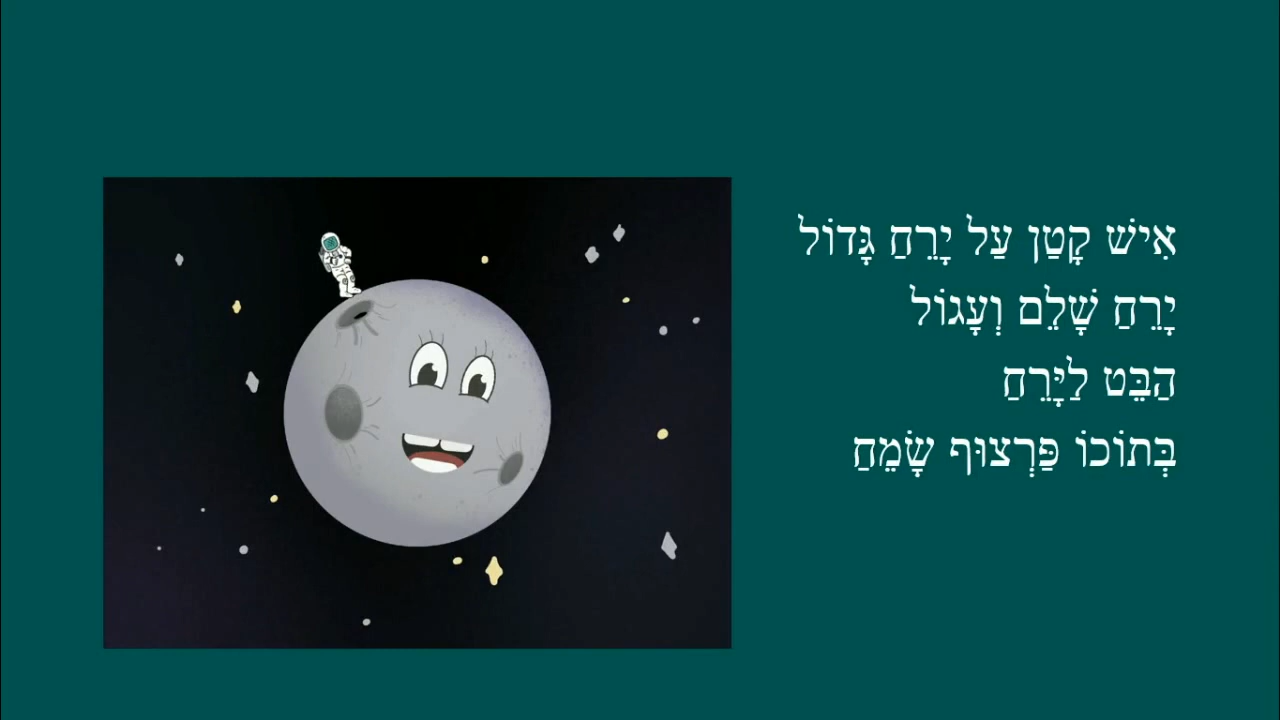 אִישׁ קָטַן עַל יָרֵחַ גָּדוֹל
יָרֵחַ שָׁלֵם וְעָגוֹל
הַבֵּט לַיָּרֵחַ
בְּתוֹכוֹ פַּרְצוּף שָׂמֵחַ